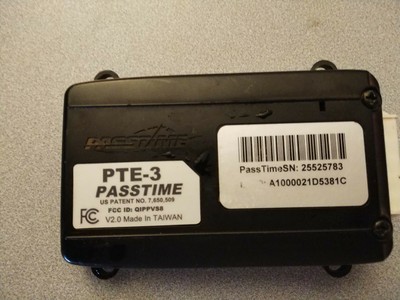 PASSTIME
PTE-3
PASSTIME
US PATENT NO. 7,650,509
FCC ID: QIPPVS8
V2.0 Made In TAIWAN
FC
PassTimeSN: 25525783
A1000021D5381C